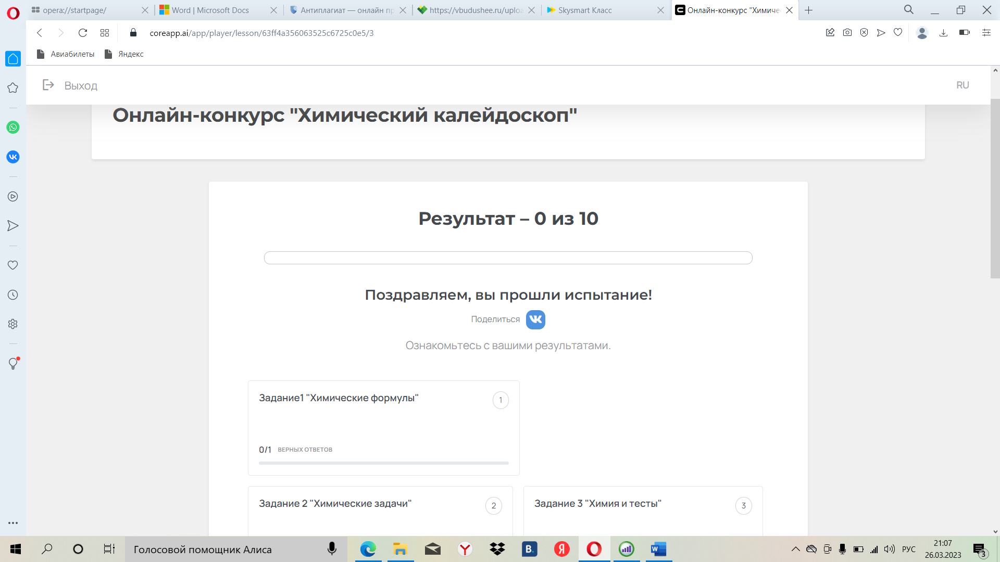 opera://startpage/
Word | Microsoft Docs
Антиплагиат — онлайн пр
https://vbudushee.ru/uploa
Skysmart Класс
Онлайн-конкурс "Химичес
coreapp.ai/app/player/lesson/63ff4a356063525c6725c0e5/3
Авиабилеты
Яндекс
Выход
RU
Онлайн-конкурс "Химический калейдоскоп"
Результат – 0 из 10
Поздравляем, вы прошли испытание!
Поделиться
Ознакомьтесь с вашими результатами.
Задание1 "Химические формулы"
1
0/1 ВЕРНЫХ ОТВЕТОВ
Задание 2 "Химические задачи"
2
Задание 3 "Химия и тесты"
3
Голосовой помощник Алиса
B.
Я
РУС
21:07
26.03.2023
3